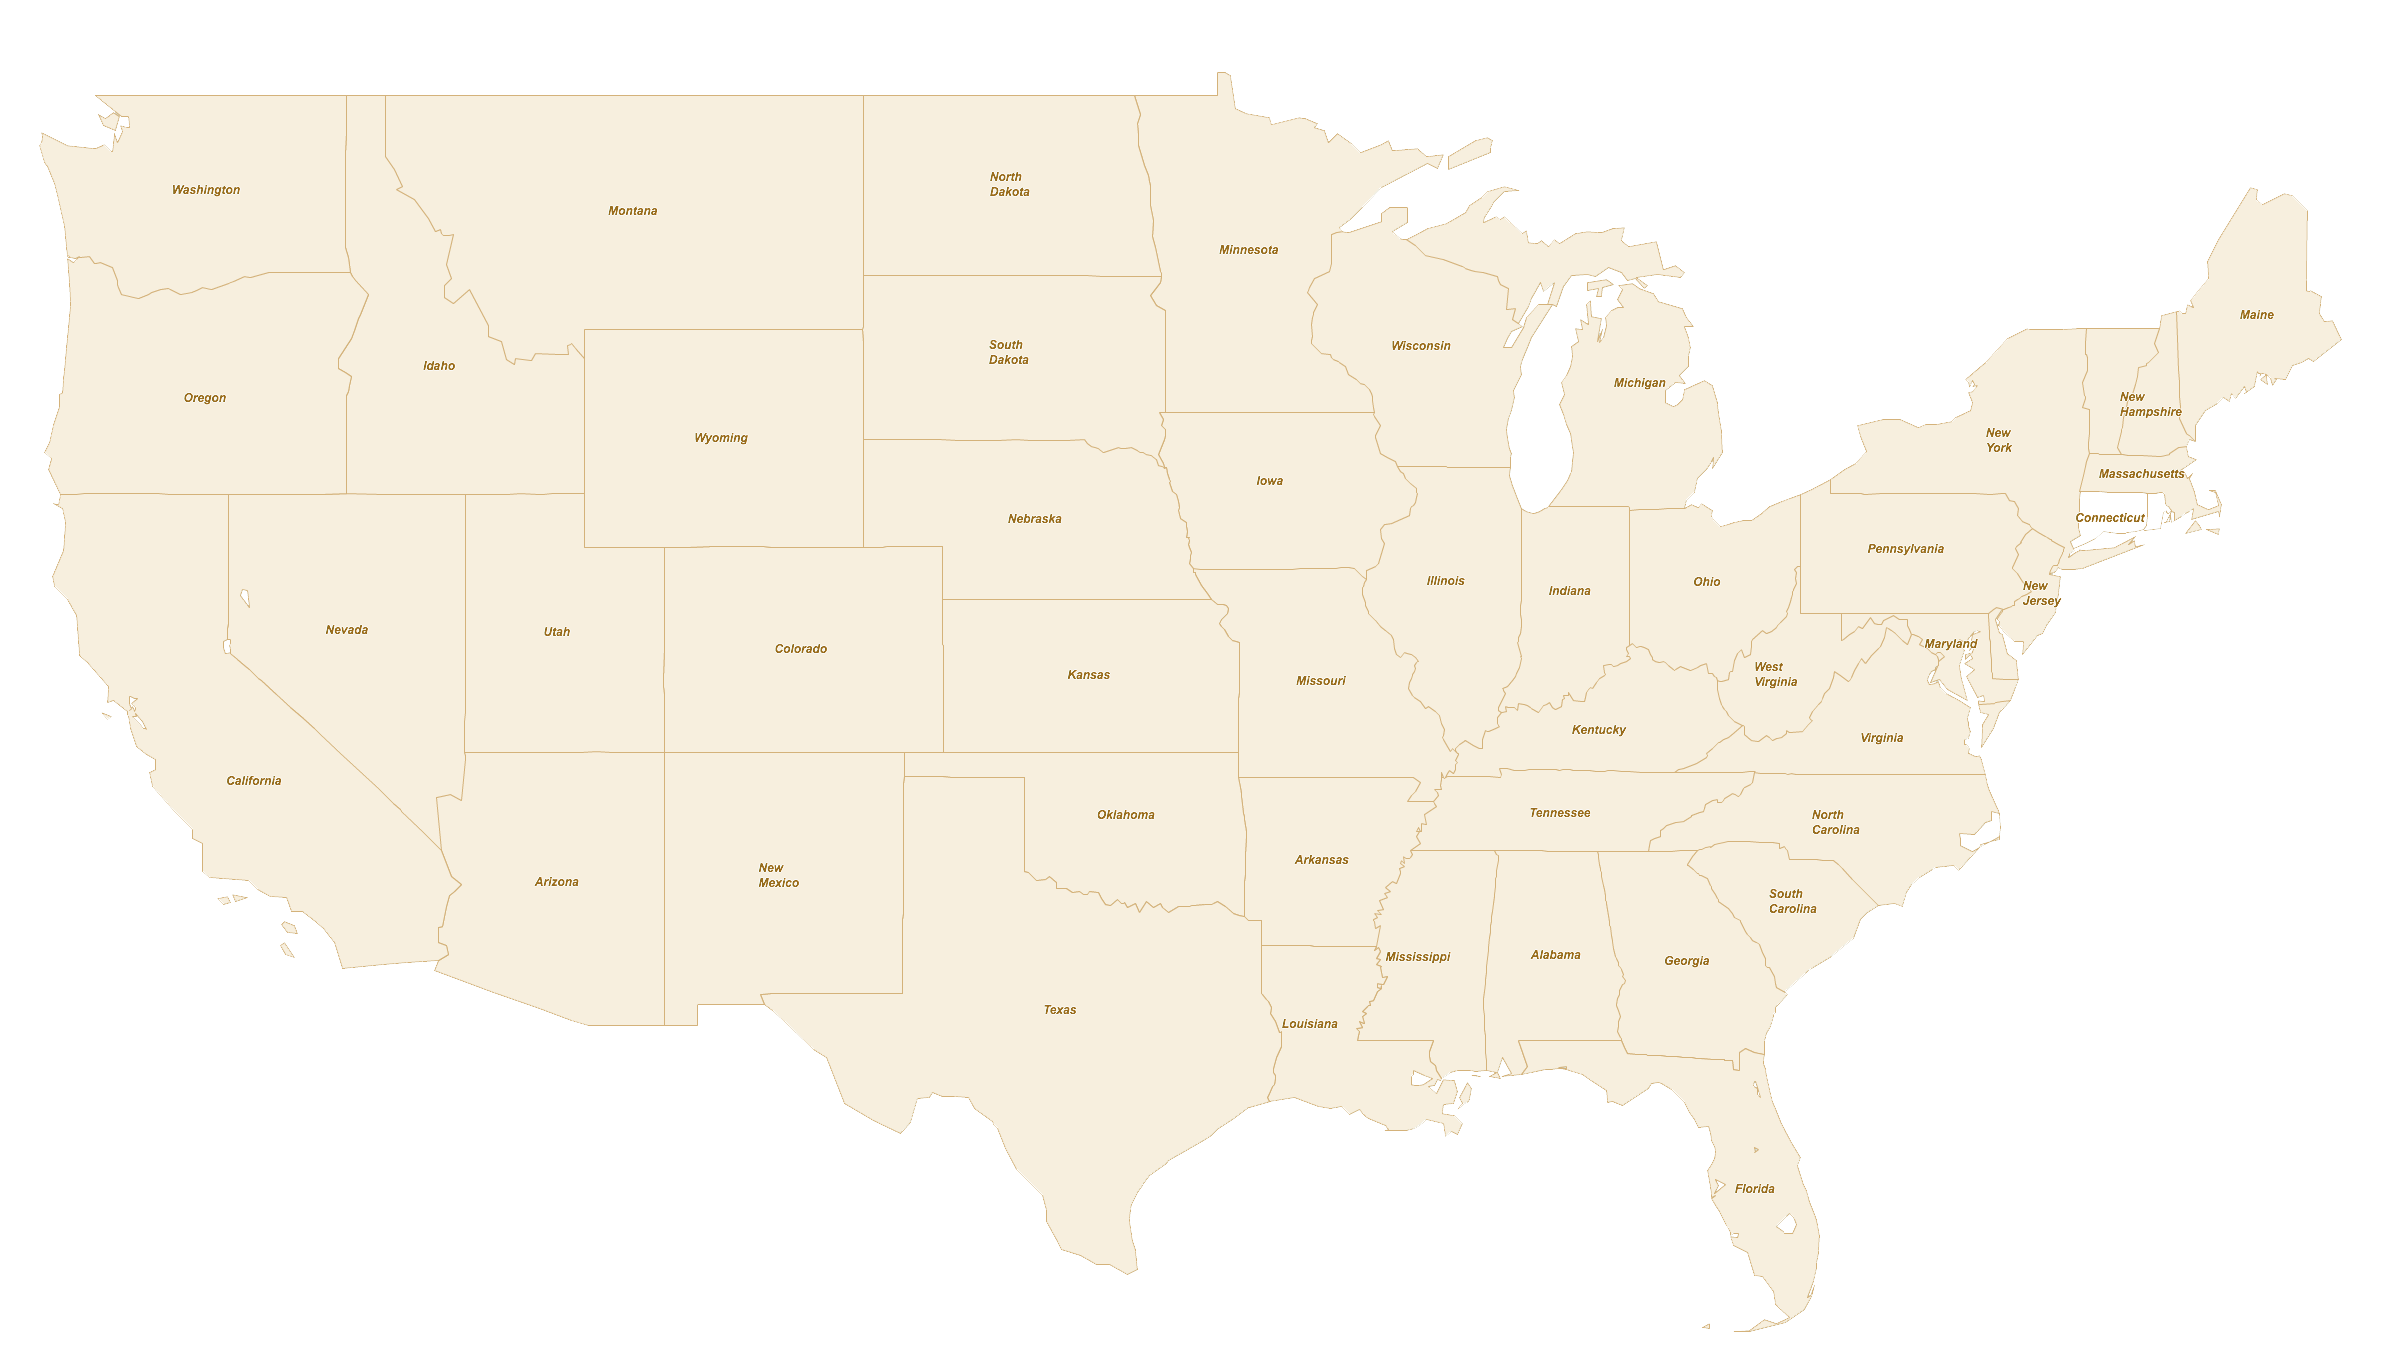 Washington
North
Dakota
Montana
Minnesota
Maine
South
Dakota
Wisconsin
Idaho
Michigan
Oregon
New
Hampshire
Wyoming
New
York
Massachusetts
Iowa
Connecticut
Nebraska
Pennsylvania
Illinois
Ohio
Indiana
New
Jersey
Nevada
Utah
Maryland
Colorado
Kansas
West
Virginia
Missouri
Kentucky
Virginia
California
Tennessee
Oklahoma
North
Carolina
Arkansas
New
Mexico
Arizona
South
Carolina
Alabama
Mississippi
Georgia
Texas
Louisiana
Florida